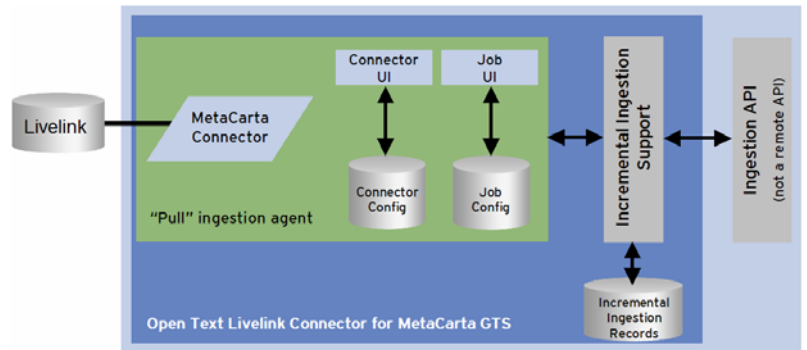 Livelink
MetaCarta
Connector
Connector
UI
Job
UI
Connector
Config
Job
Config
“Pull” ingestion agent
Incremental Ingestion
Support
Ingestion API
(not a remote API)
Incremental
Ingestion
Records
Open Text Livelink Connector for MetaCarta GTS